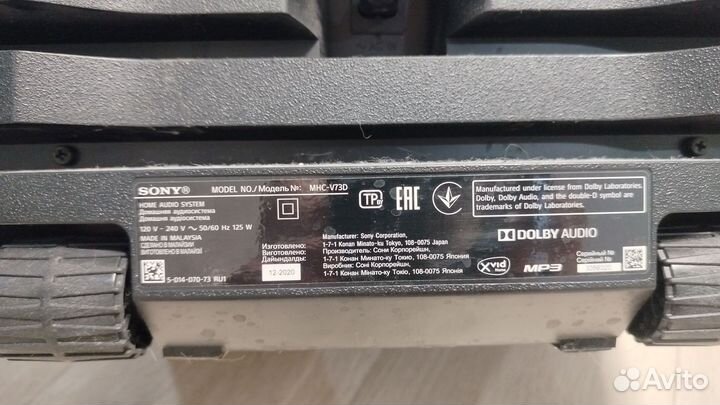 SONY® MODEL NO./Модель №: MHC-V73D
HOME AUDIO SYSTEM
Домашняя аудиосистема
Домашня аудіосистема
120 V - 240 V ~ 50/60 Hz 125 W
MADE IN MALAYSIA
СДЕЛАНО В МАЛАЙЗИИ
5-014-070-73 RU1
Изготовлено:
Виготовлено:
Дайындалды:
12-2020
TP
EAC
Manufacturer: Sony Corporation,
1-7-1 Konan Minato-ku Tokyo, 108-0075 Japan
Производитель: Сони Корпорейшн,
1-7-1 Конан Минато-ку Токио, 108-0075 Япония
Виробник: Соні Корпорейшн,
1-7-1 Конан Мінато-ку Токіо, 108-0075 Японія
Manufactured under license from Dolby Laboratories.
Dolby, Dolby Audio, and the double-D symbol are
trademarks of Dolby Laboratories.
DOLBY AUDIO
XviD
MP3
Серийный №
Серійний №
Avito